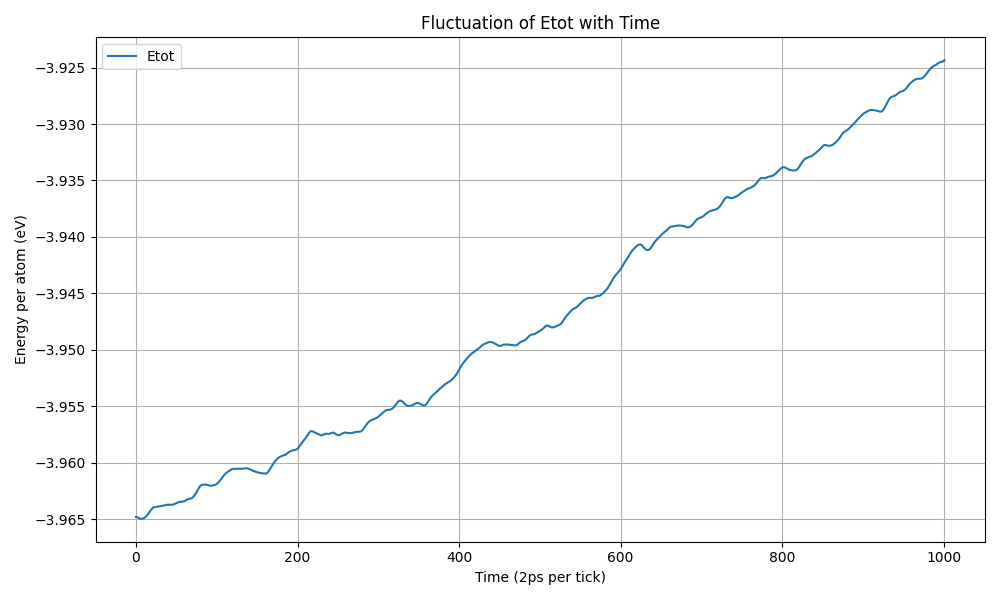 Fluctuation of Etot with Time
Etot
−3.925
−3.930
−3.935
−3.940
−3.945
−3.950
−3.955
−3.960
−3.965
Energy per atom (eV)
0 200 400 600 800 1000
Time (2ps per tick)